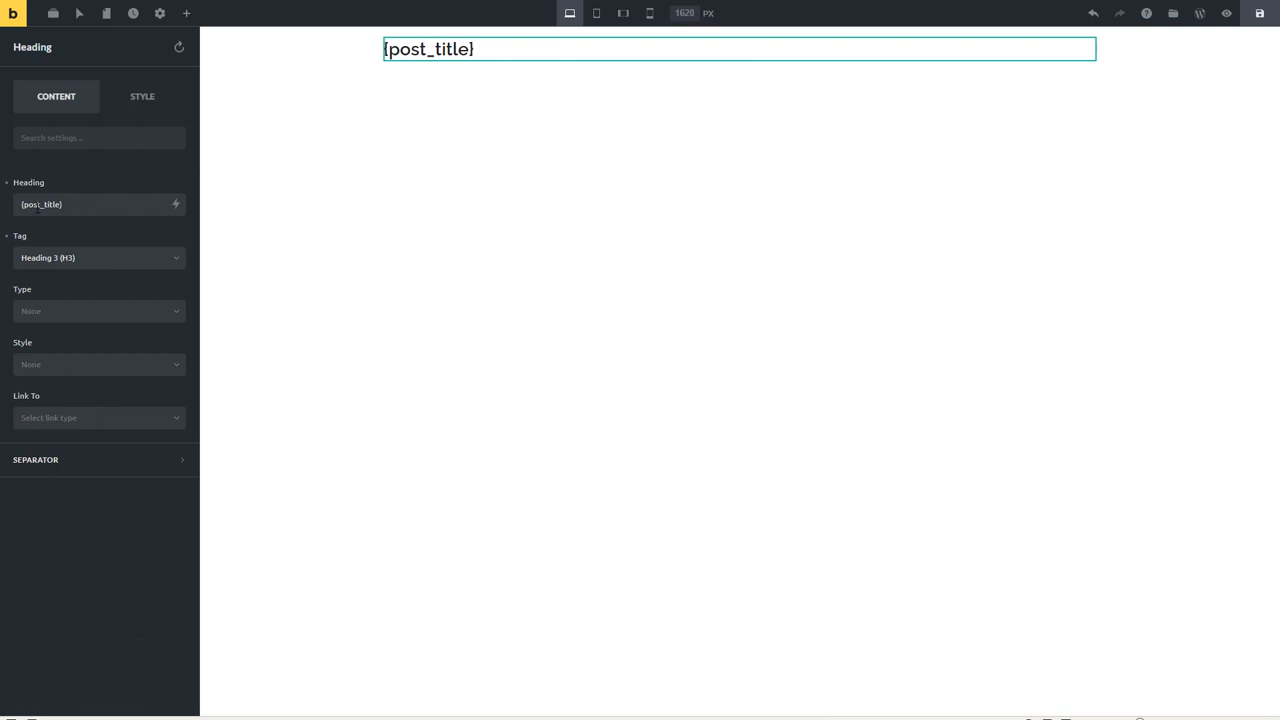 b
1620 PX
Heading
CONTENT
STYLE
Search settings ...
Heading
{post_title}
Tag
Heading 3 (H3)
Type
None
Style
None
Link To
Select link type
SEPARATOR
{post_title}